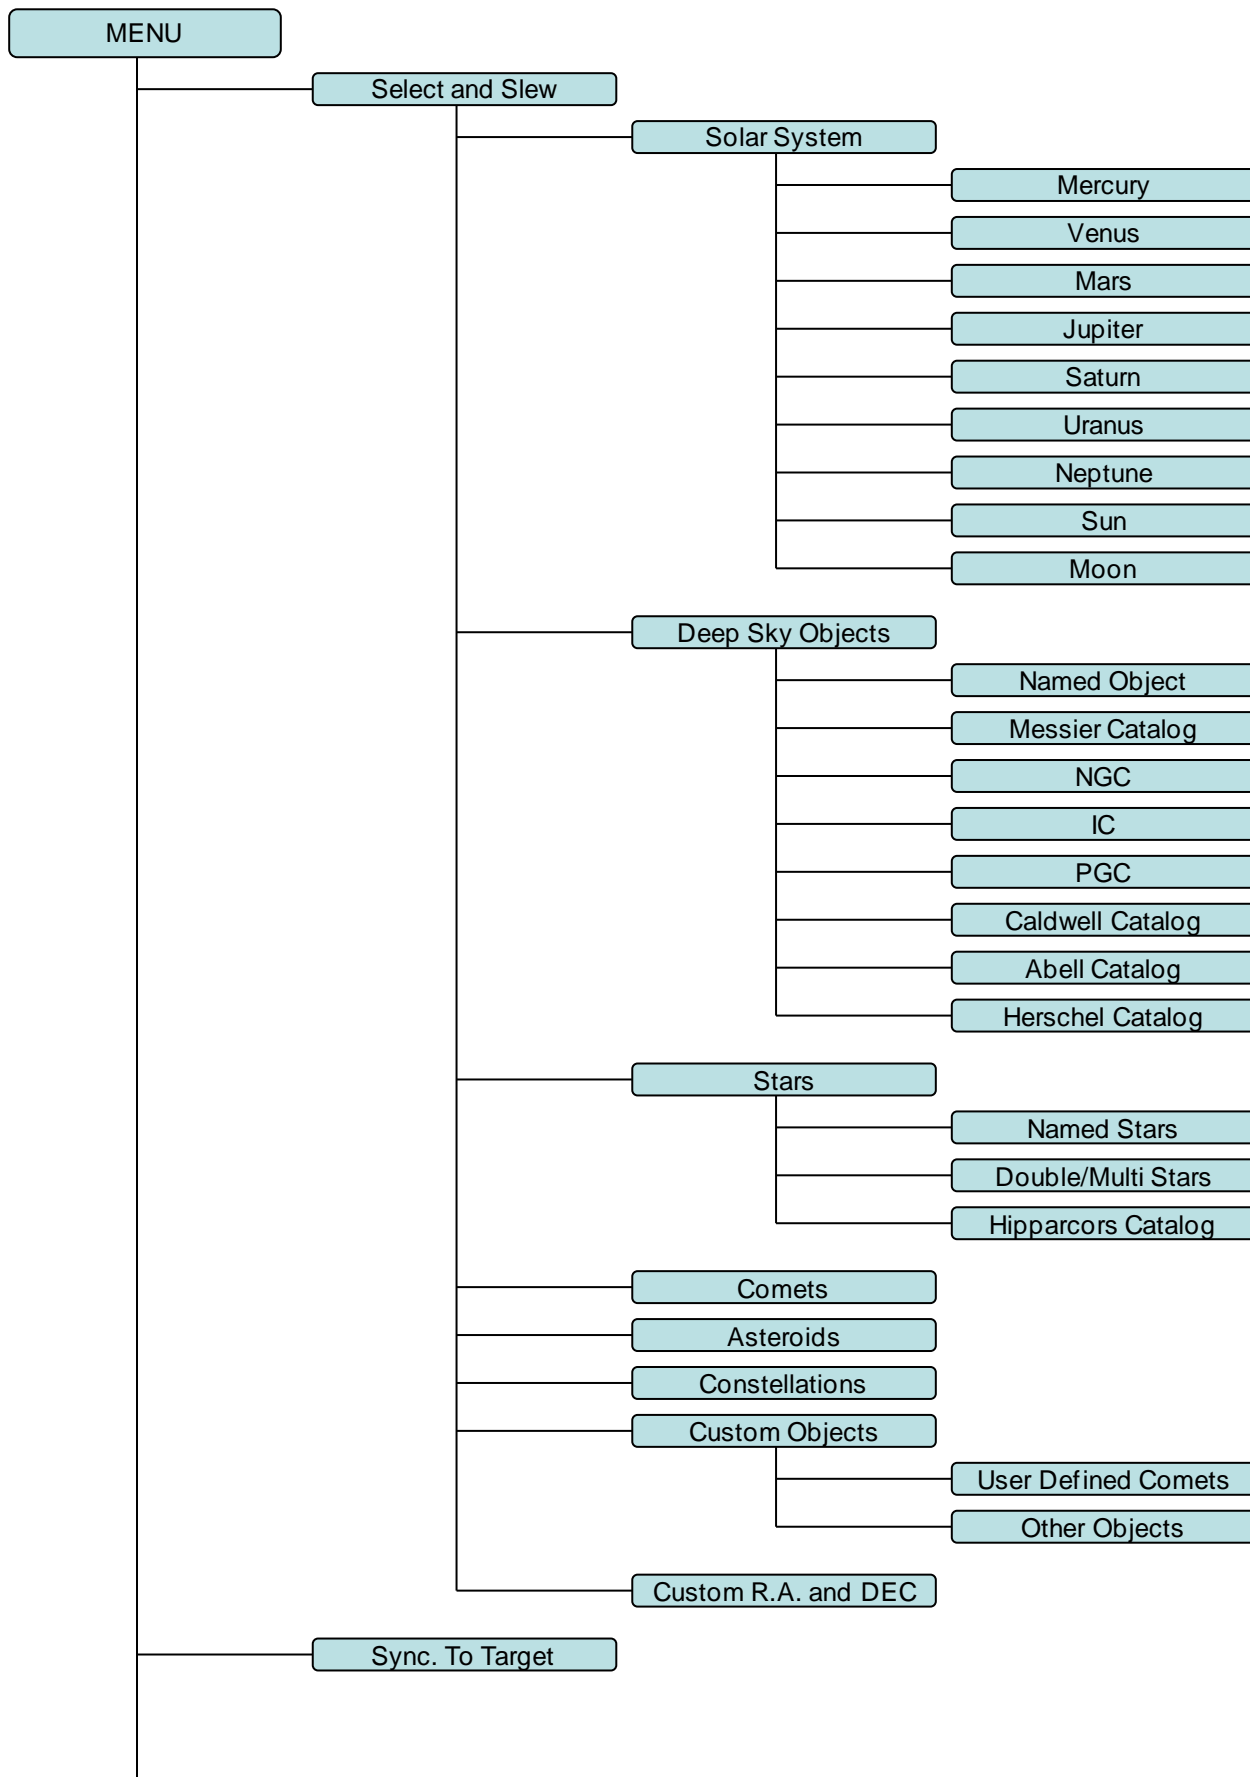 MENU
Select and Slew
Solar System
Mercury
Venus
Mars
Jupiter
Saturn
Uranus
Neptune
Sun
Moon
Deep Sky Objects
Named Object
Messier Catalog
NGC
IC
PGC
Caldwell Catalog
Abell Catalog
Herschel Catalog
Stars
Named Stars
Double/Multi Stars
Hipparcors Catalog
Comets
Asteroids
Constellations
Custom Objects
User Defined Comets
Other Objects
Custom R.A. and DEC
Sync. To Target